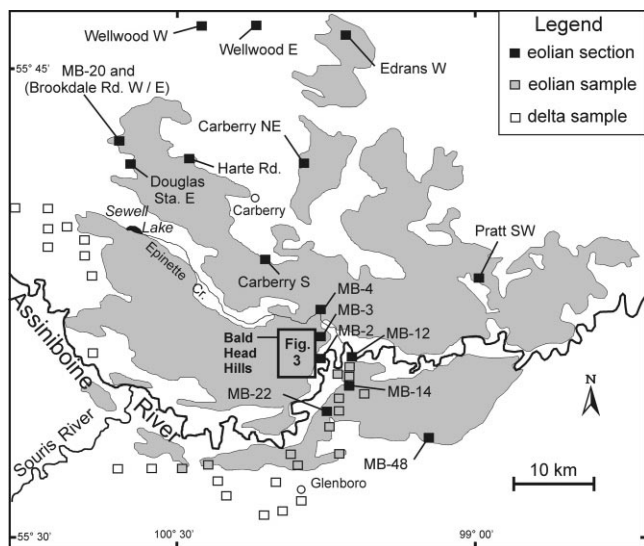 Wellwood W
Wellwood E
Edrans W
Legend
eolian section
eolian sample
delta sample
55° 45'
MB-20 and
(Brookdale Rd. W / E)
Carberry NE
Harte Rd.
Douglas
Sta. E
Carberry
Sewell
Lake
Epinette Cr.
Pratt SW
Carberry S
MB-4
MB-3
MB-2
MB-12
Bald
Head
Hills
Fig.
3
Assiniboine
River
MB-22
MB-14
Souris River
MB-48
N
10 km
Glenboro
55° 30'
100° 30'
99° 00'